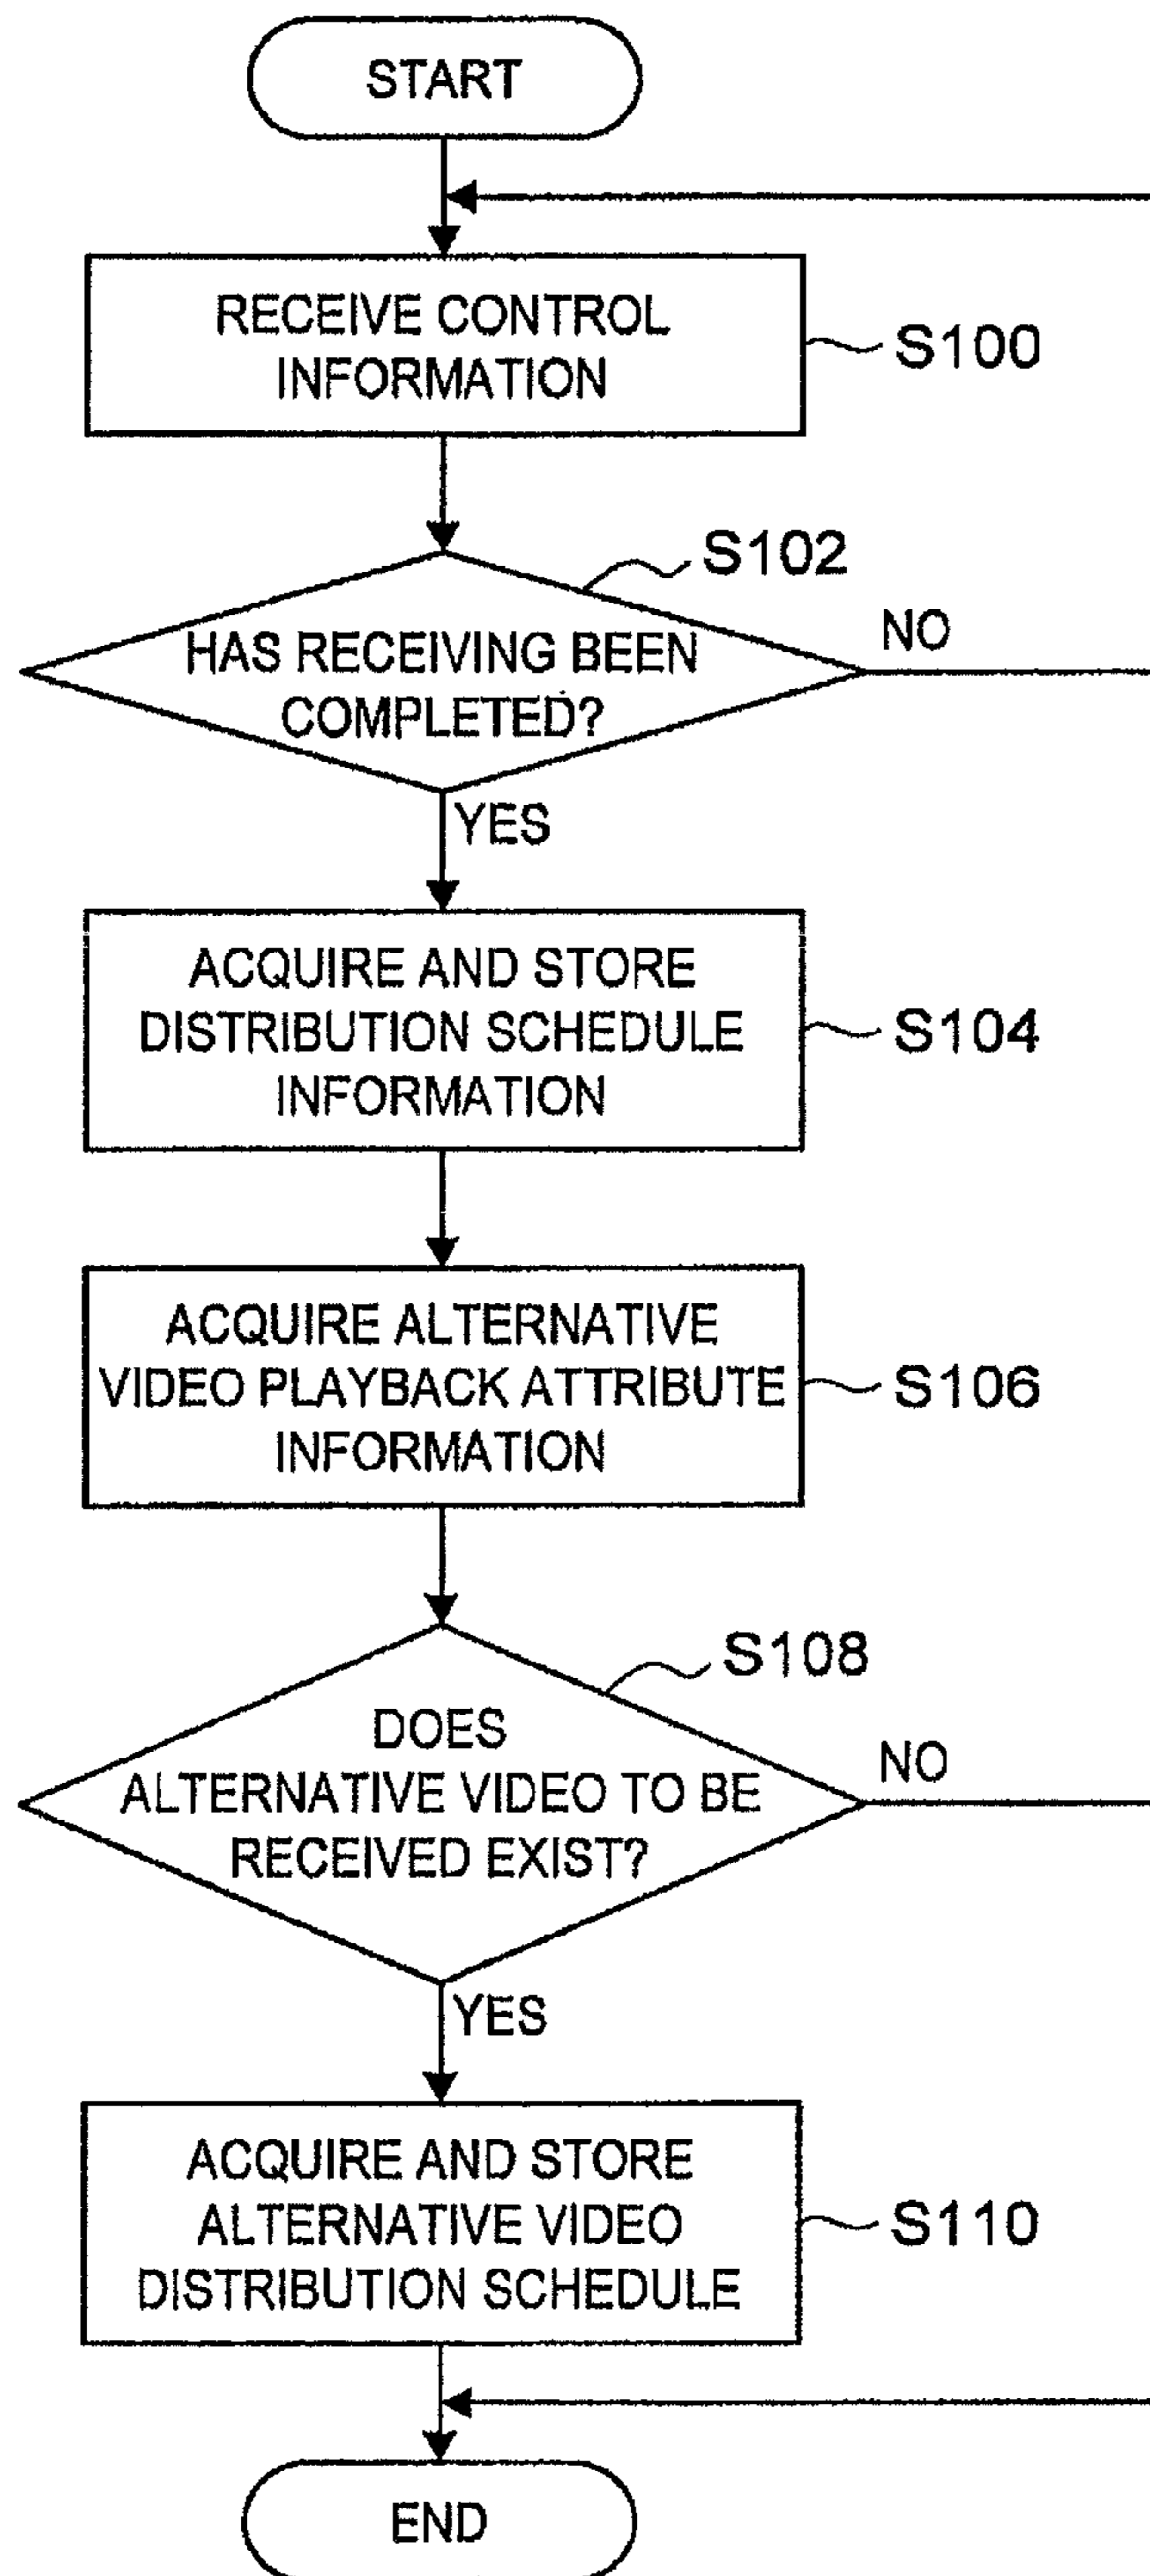 START
RECEIVE CONTROL
INFORMATION
S100
S102
HAS RECEIVING BEEN
COMPLETED?
NO
YES
ACQUIRE AND STORE
DISTRIBUTION SCHEDULE
INFORMATION
S104
ACQUIRE ALTERNATIVE
VIDEO PLAYBACK ATTRIBUTE
INFORMATION
S106
S108
DOES
ALTERNATIVE VIDEO TO BE
RECEIVED EXIST?
NO
YES
ACQUIRE AND STORE
ALTERNATIVE VIDEO
DISTRIBUTION SCHEDULE
S110
END